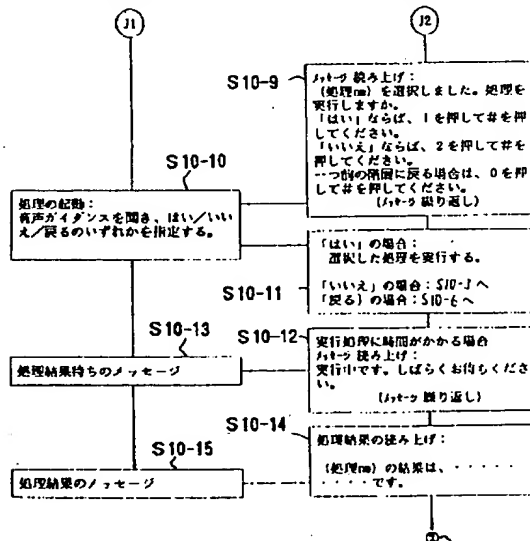 J1
J2
S10-9
メッセージ読み上げ:
(処理nm)を選択しました。処理を
実行しますか。
「はい」ならば、1を押して#を押
してください。
「いいえ」ならば、2を押して#を
押してください。
一つ前の階層に戻る場合は、0を押
して#を押してください。
(メッセージ繰り返し)
S10-10
処理の起動:
音声ガイダンスを聞き、はい/いい
え/戻るのいずれかを指定する。
S10-11
「はい」の場合:
選択した処理を実行する。
「いいえ」の場合:S10-3へ
「戻る)の場合:S10-6へ
S10-12
実行処理に時間がかかる場合
メッセージ読み上げ:
実行中です。しばらくお待ちくださ
い。
(メッセージ繰り返し)
S10-13
処理結果待ちのメッセージ
S10-14
処理結果の読み上げ:
(処理nm)の結果は、・・・・・
・・・・です。
S10-15
処理結果のメッセージ